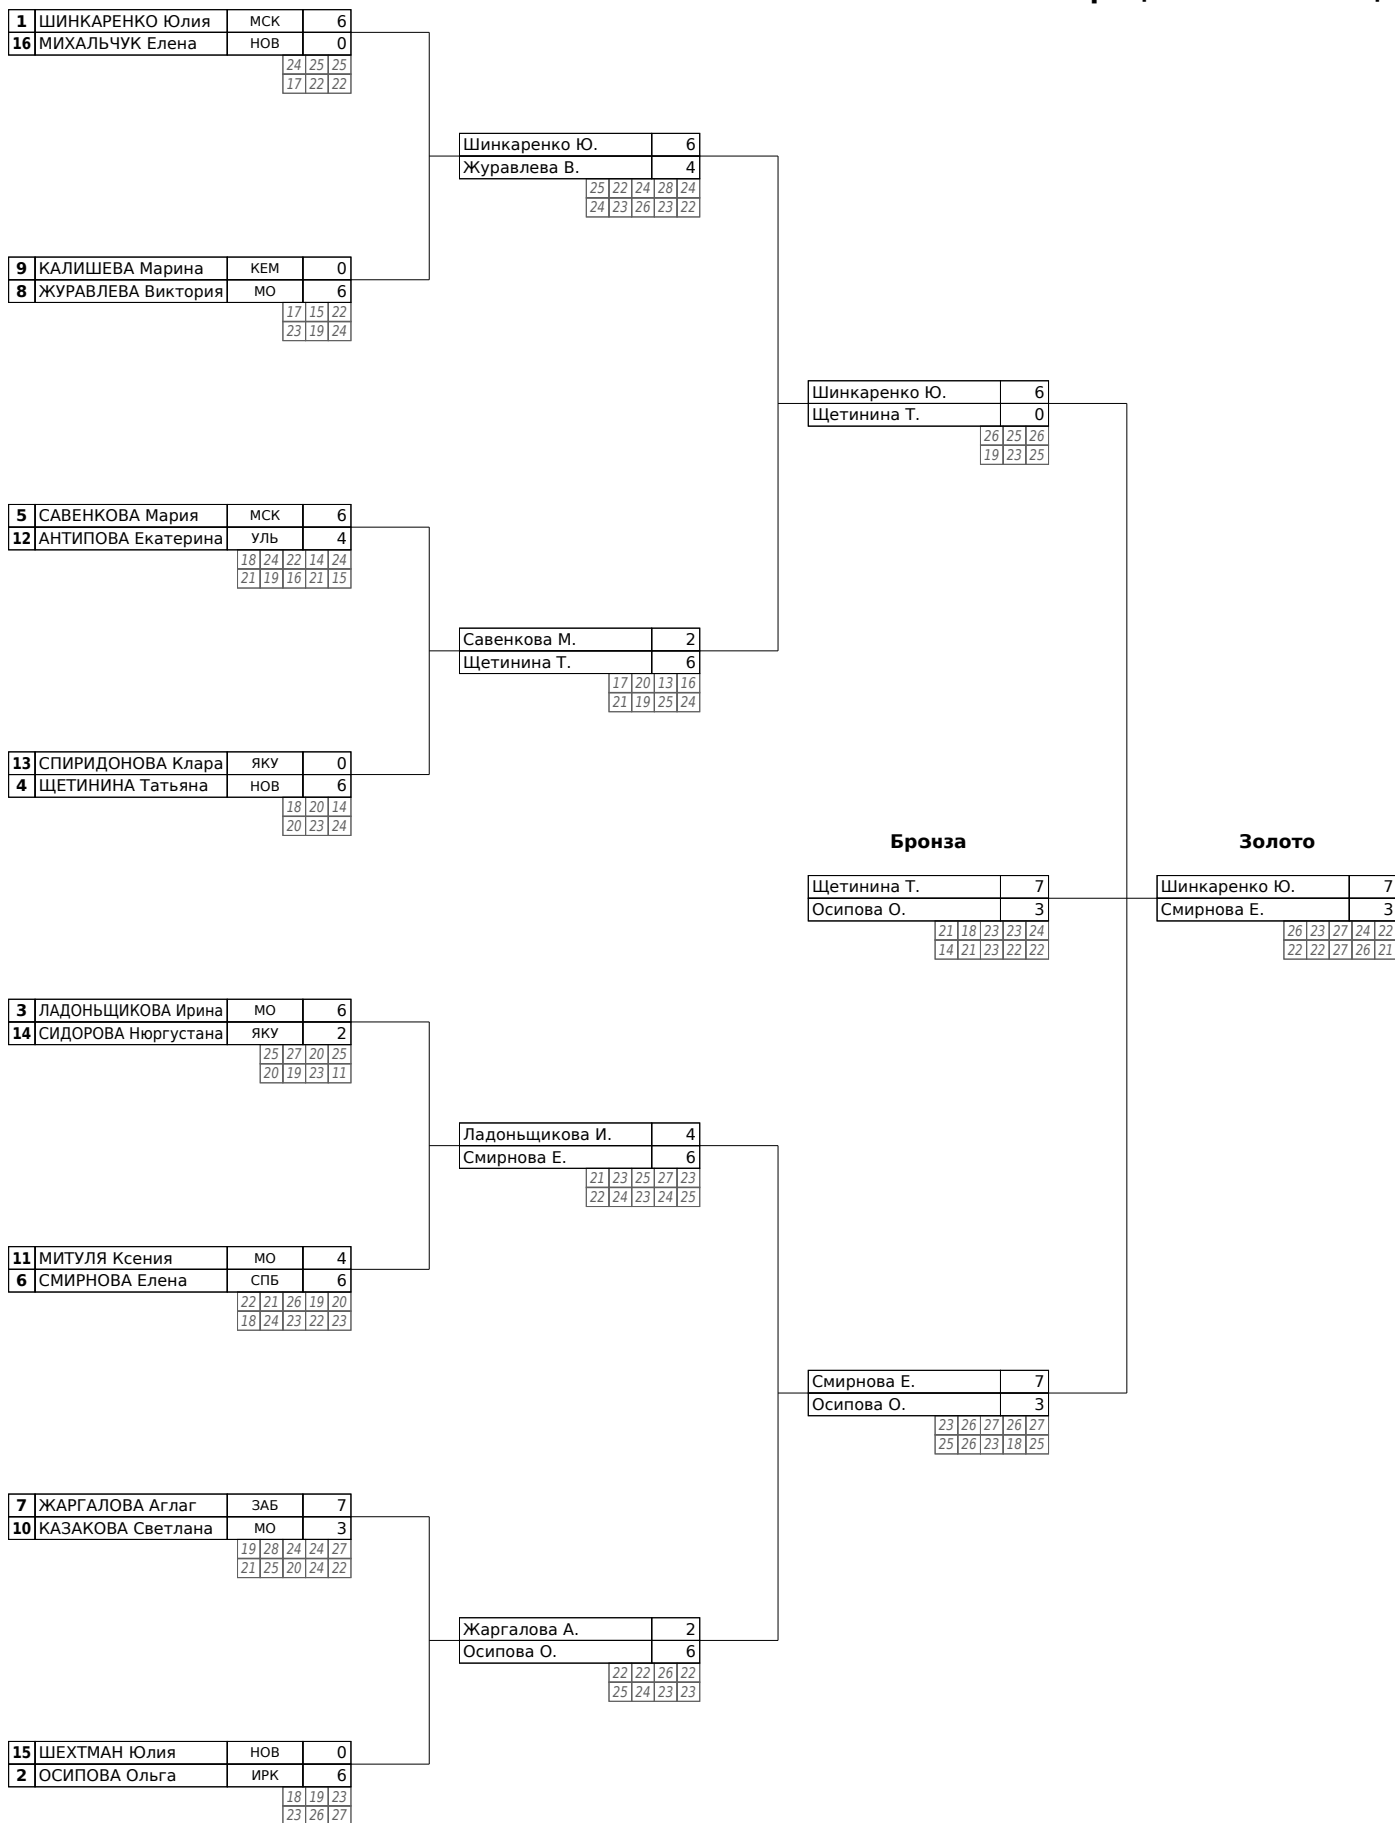 1 ШИНКАРЕНКО Юлия МСК 6
16 МИХАЛЬЧУК Елена НОВ 0
24 25 25
17 22 22
Шинкаренко Ю. 6
Журавлева В. 4
25 22 24 28 24
24 23 26 23 22
9 КАЛИШЕВА Марина КЕМ 0
8 ЖУРАВЛЕВА Виктория МО 6
17 15 22
23 19 24
Шинкаренко Ю. 6
Щетинина Т. 0
26 25 26
19 23 25
5 САВЕНКОВА Мария МСК 6
12 АНТИПОВА Екатерина УЛЬ 4
18 24 22 14 24
21 19 16 21 15
Савенкова М. 2
Щетинина Т. 6
17 20 13 16
21 19 25 24
13 СПИРИДОНОВА Клара ЯКУ 0
4 ЩЕТИНИНА Татьяна НОВ 6
18 20 14
20 23 24
Бронза
Щетинина Т. 7
Осипова О. 3
21 18 23 23 24
14 21 23 22 22
Золото
Шинкаренко Ю. 7
Смирнова Е. 3
26 23 27 24 22
22 22 27 26 21
3 ЛАДОНЬЩИКОВА Ирина МО 6
14 СИДОРОВА Нюргустана ЯКУ 2
25 27 20 25
20 19 23 11
Ладоньщикова И. 4
Смирнова Е. 6
21 23 25 27 23
22 24 23 24 25
11 МИТУЛЯ Ксения МО 4
6 СМИРНОВА Елена СПБ 6
22 21 26 19 20
18 24 23 22 23
Смирнова Е. 7
Осипова О. 3
23 26 27 26 27
25 26 23 18 25
7 ЖАРГАЛОВА Аглаг ЗАБ 7
10 КАЗАКОВА Светлана МО 3
19 28 24 24 27
21 25 20 24 22
Жаргалова А. 2
Осипова О. 6
22 22 26 22
25 24 23 23
15 ШЕХТМАН Юлия НОВ 0
2 ОСИПОВА Ольга ИРК 6
18 19 23
23 26 27